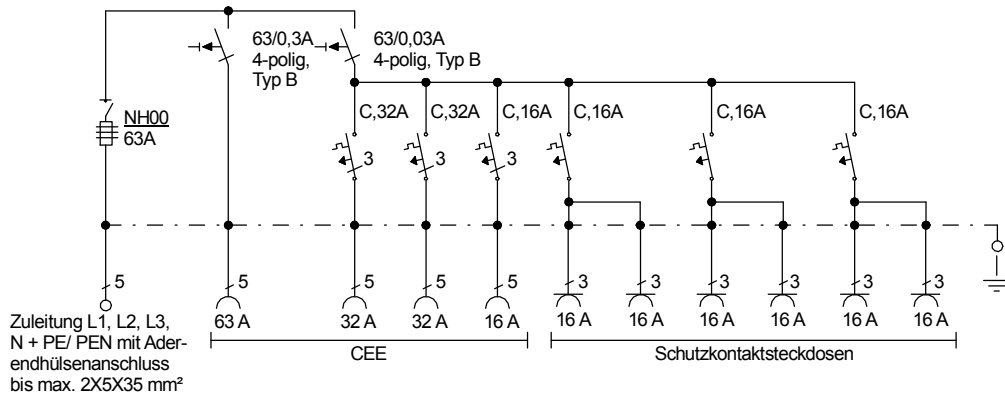 63/0,3A
4-polig,
Typ B
63/0,03A
4-polig, Typ B
NH00
63A
C,32A
C,32A
C,16A
C,16A
C,16A
C,16A
3
3
3
5
5
5
5
5
3
3
3
3
3
3
63 A
32 A
32 A
16 A
16 A
16 A
16 A
16 A
16 A
16 A
Zuleitung L1, L2, L3,
N + PE/ PEN mit Ader-
endhülsenanschluss
bis max. 2X5X35 mm²
CEE
Schutzkontaktsteckdosen